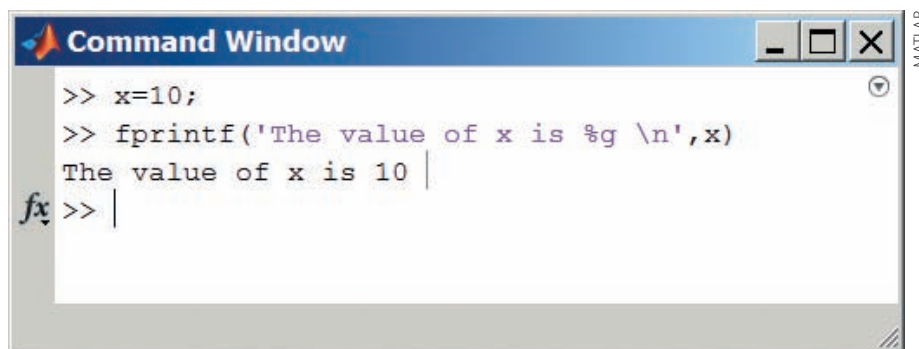 Command Window
>> x=10;
>> fprintf('The value of x is %g \n',x)
The value of x is 10
fx >>
MATLAB